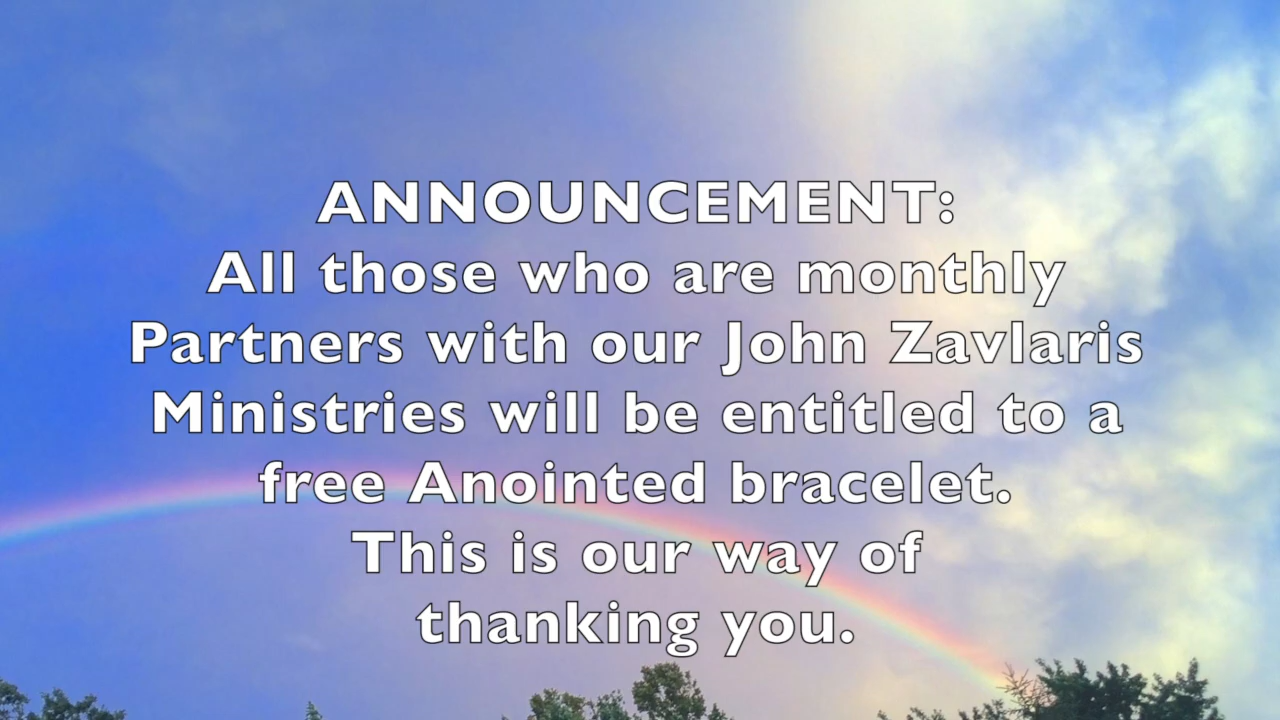 ANNOUNCEMENT:
All those who are monthly
Partners with our John Zavlaris
Ministries will be entitled to a
free Anointed bracelet.
This is our way of
thanking you.